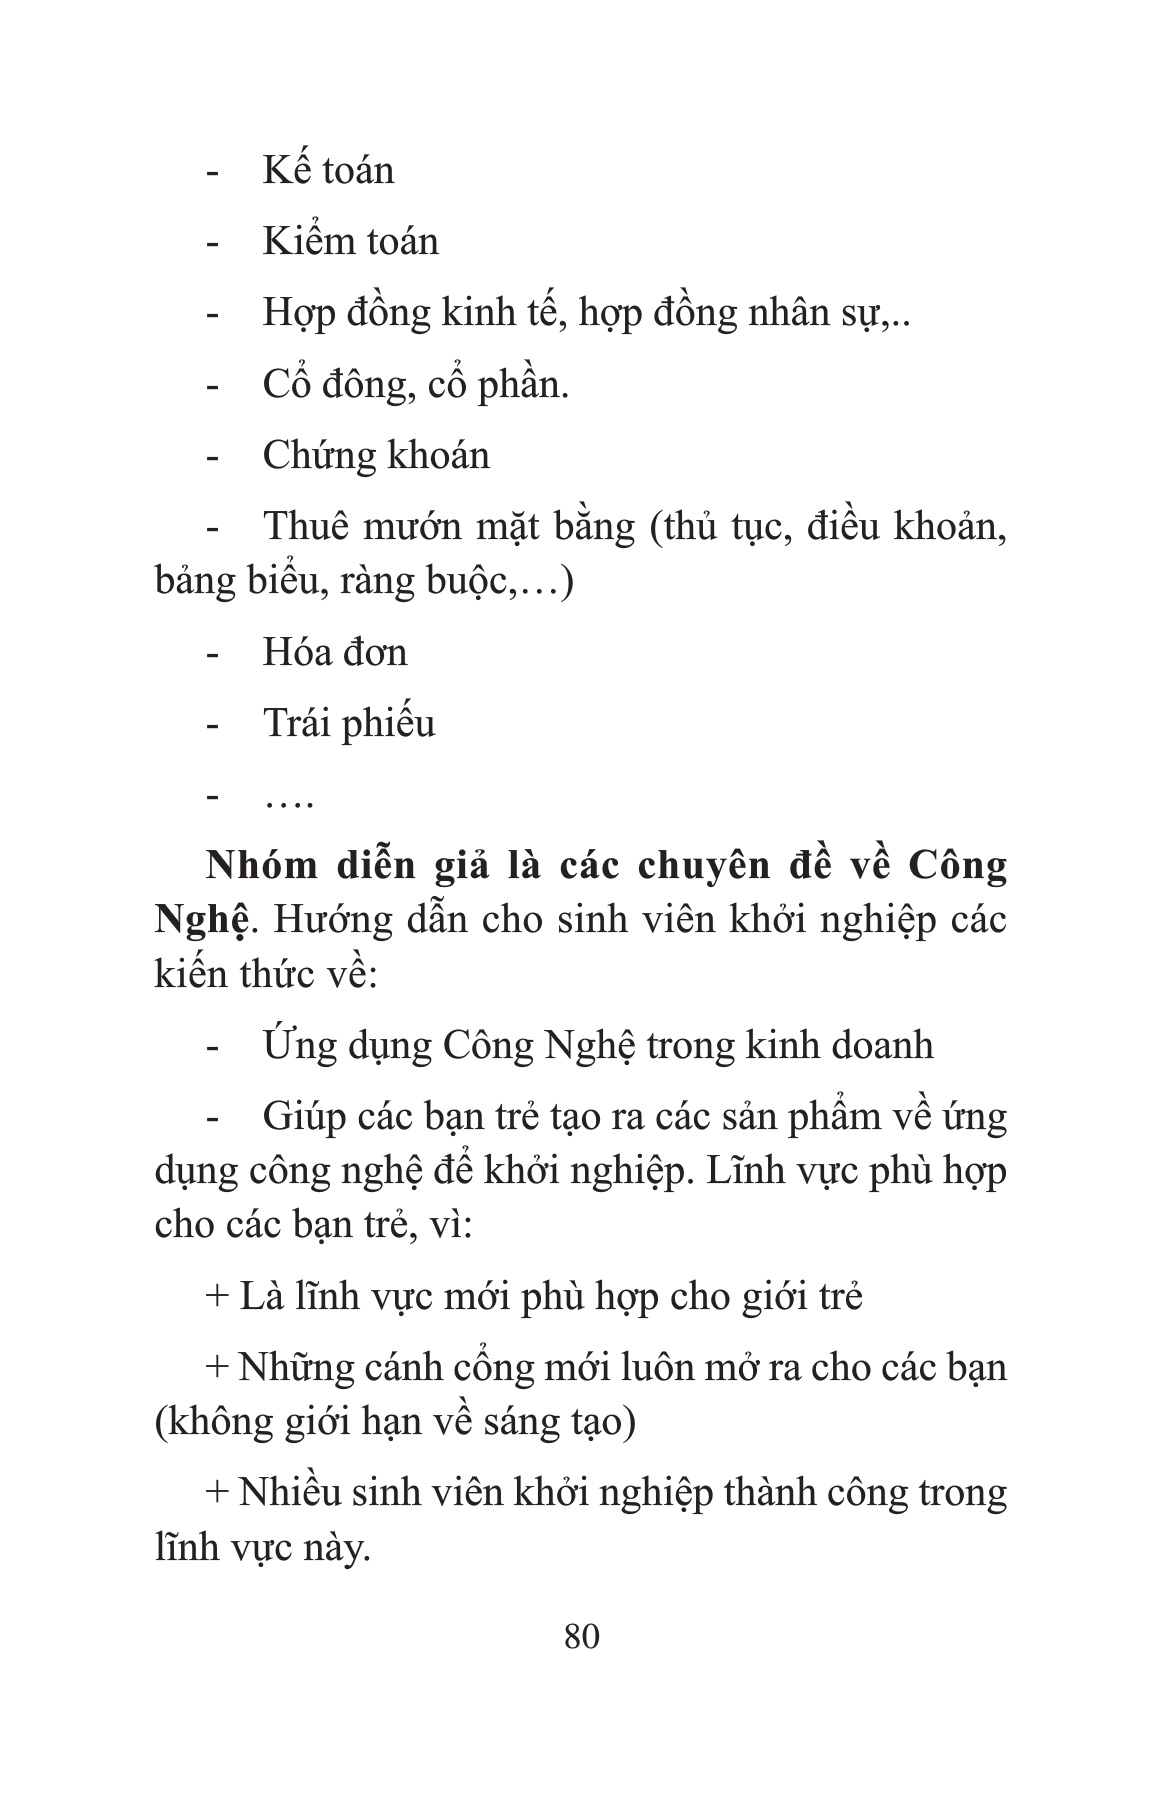 - Kế toán
- Kiểm toán
- Hợp đồng kinh tế, hợp đồng nhân sự,..
- Cổ đông, cổ phần.
- Chứng khoán
- Thuê mướn mặt bằng (thủ tục, điều khoản,
bảng biểu, ràng buộc,…)
- Hóa đơn
- Trái phiếu
- ….
Nhóm diễn giả là các chuyên đề về Công
Nghệ. Hướng dẫn cho sinh viên khởi nghiệp các
kiến thức về:
- Ứng dụng Công Nghệ trong kinh doanh
- Giúp các bạn trẻ tạo ra các sản phẩm về ứng
dụng công nghệ để khởi nghiệp. Lĩnh vực phù hợp
cho các bạn trẻ, vì:
+ Là lĩnh vực mới phù hợp cho giới trẻ
+ Những cánh cổng mới luôn mở ra cho các bạn
(không giới hạn về sáng tạo)
+ Nhiều sinh viên khởi nghiệp thành công trong
lĩnh vực này.
80